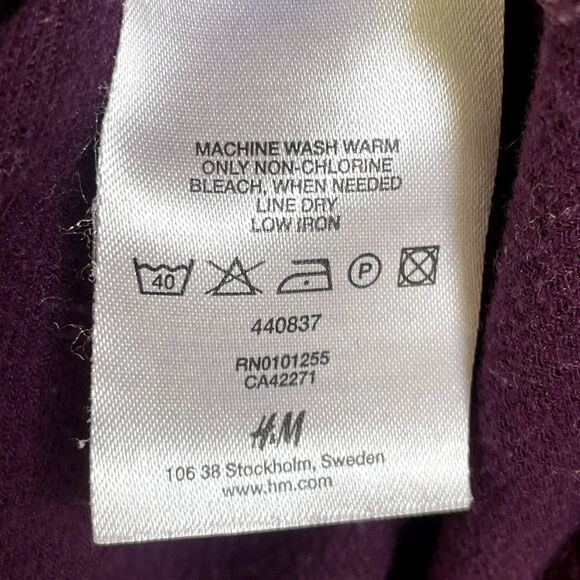 MACHINE WASH WARM
ONLY NON-CHLORINE
BLEACH, WHEN NEEDED
LINE DRY
LOW IRON
40 P
440837
RN0101255
CA42271
H&M
106 38 Stockholm, Sweden
www.hm.com